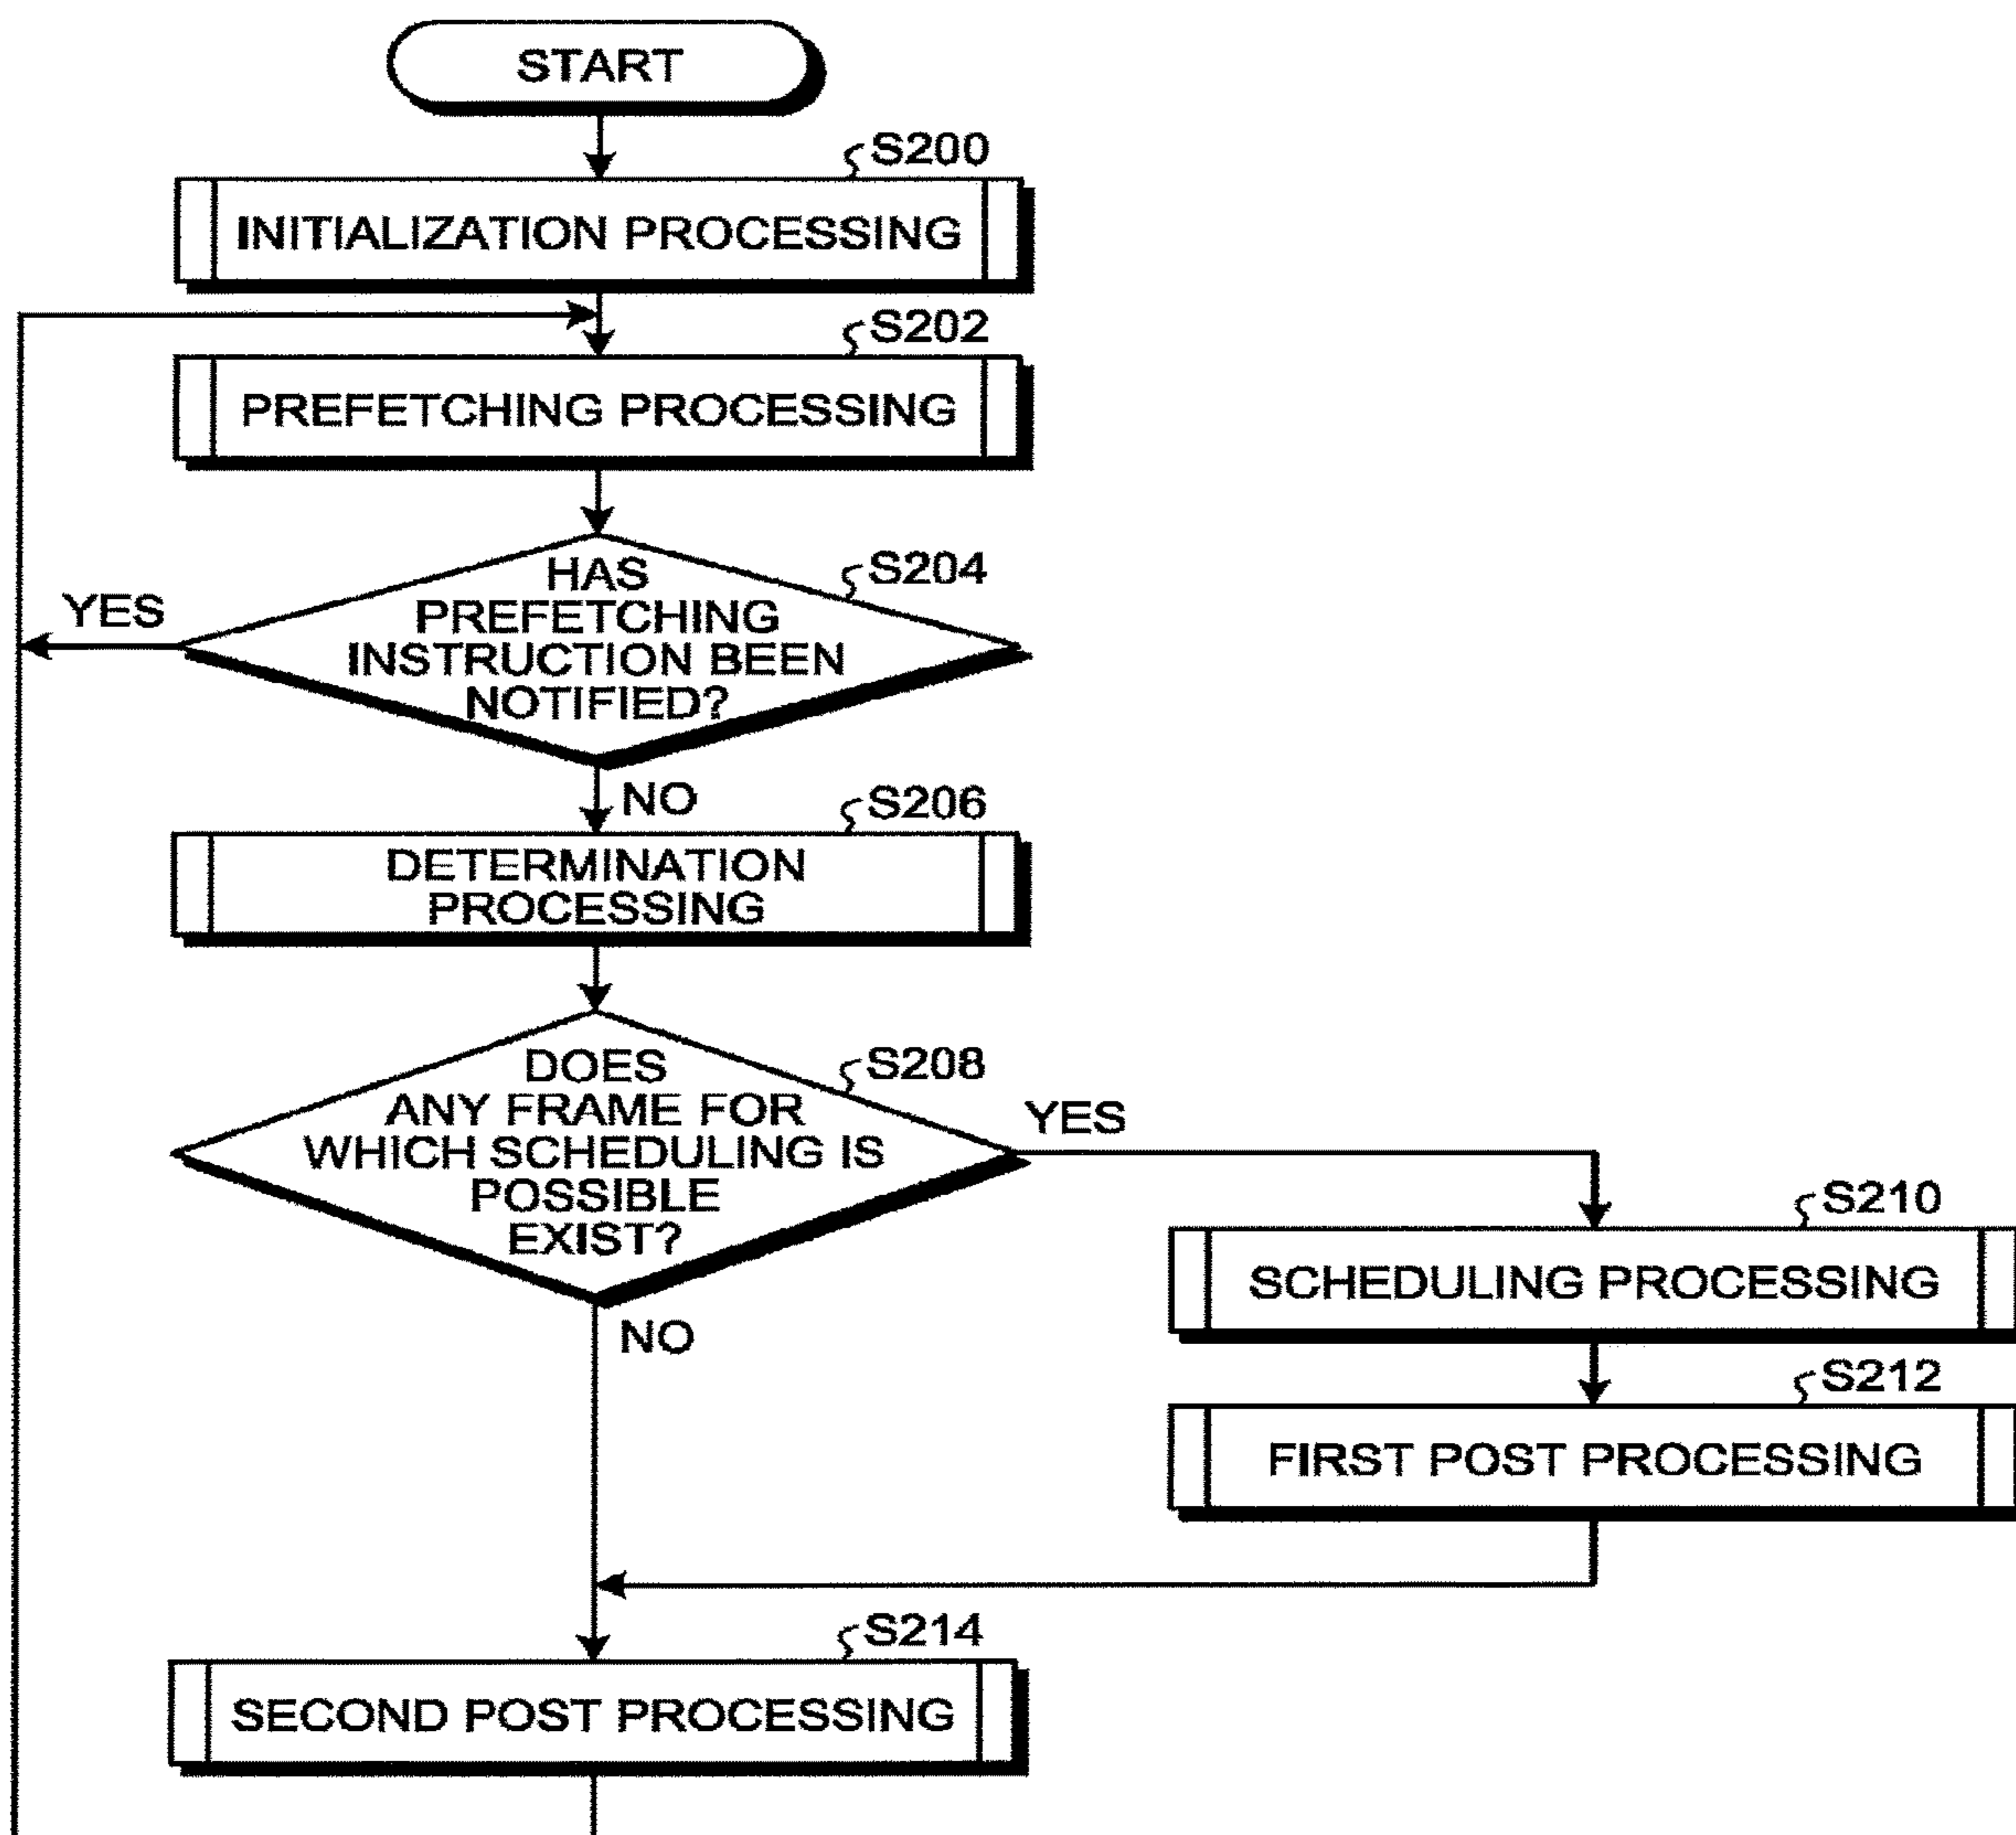 START
S200
INITIALIZATION PROCESSING
S202
PREFETCHING PROCESSING
S204
HAS
PREFETCHING
INSTRUCTION BEEN
NOTIFIED?
YES
NO
S206
DETERMINATION
PROCESSING
S208
DOES
ANY FRAME FOR
WHICH SCHEDULING IS
POSSIBLE
EXIST?
YES
S210
SCHEDULING PROCESSING
NO
S212
FIRST POST PROCESSING
S214
SECOND POST PROCESSING